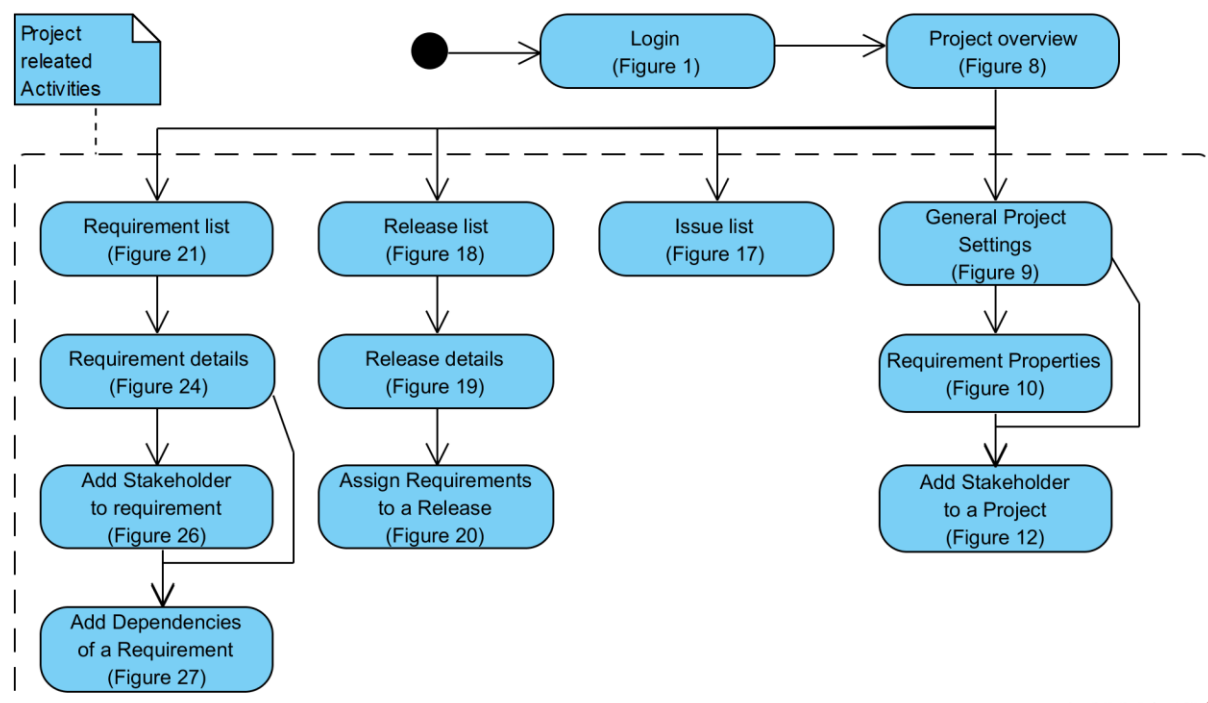 Project
releated
Activities
Login
(Figure 1)
Project overview
(Figure 8)
Requirement list
(Figure 21)
Release list
(Figure 18)
Issue list
(Figure 17)
General Project
Settings
(Figure 9)
Requirement details
(Figure 24)
Release details
(Figure 19)
Requirement Properties
(Figure 10)
Add Stakeholder
to requirement
(Figure 26)
Assign Requirements
to a Release
(Figure 20)
Add Stakeholder
to a Project
(Figure 12)
Add Dependencies
of a Requirement
(Figure 27)